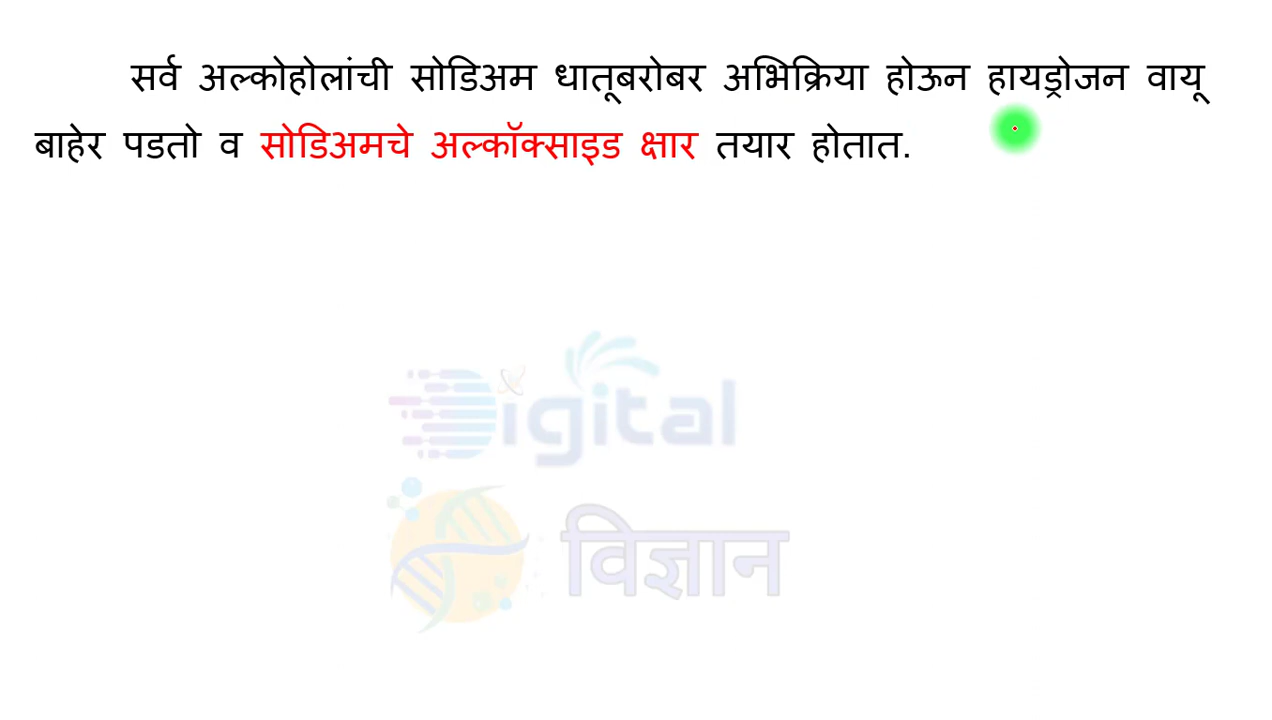 सर्व अल्कोहोलांची सोडिअम धातूबरोबर अभिक्रिया होऊन हायड्रोजन वायू
बाहेर पडतो व सोडिअमचे अल्कॉक्साइड क्षार तयार होतात.
Digital
विज्ञान